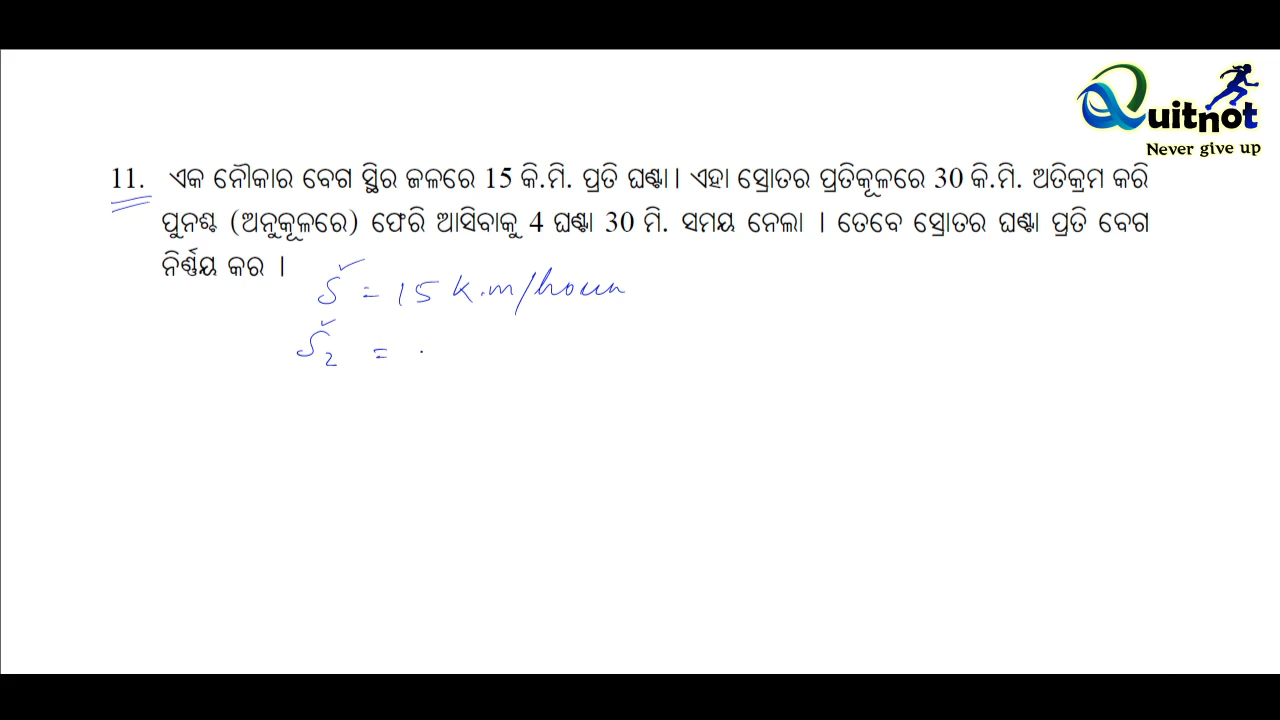 Quitnot
Never give up
11. ଏକ ନୌକାର ବେଗ ସ୍ଥିର ଜଳରେ 15 କି.ମି. ପ୍ରତି ଘଣ୍ଟା। ଏହା ସ୍ରୋତର ପ୍ରତିକୂଳରେ 30 କି.ମି. ଅତିକ୍ରମ କରି
ପୁନଶ୍ଚ (ଅନୁକୂଳରେ) ଫେରି ଆସିବାକୁ 4 ଘଣ୍ଟା 30 ମି. ସମୟ ନେଲା । ତେବେ ସ୍ରୋତର ଘଣ୍ଟା ପ୍ରତି ବେଗ
ନିର୍ଣ୍ଣୟ କର ।
S = 15 k.m/hour
S2 =